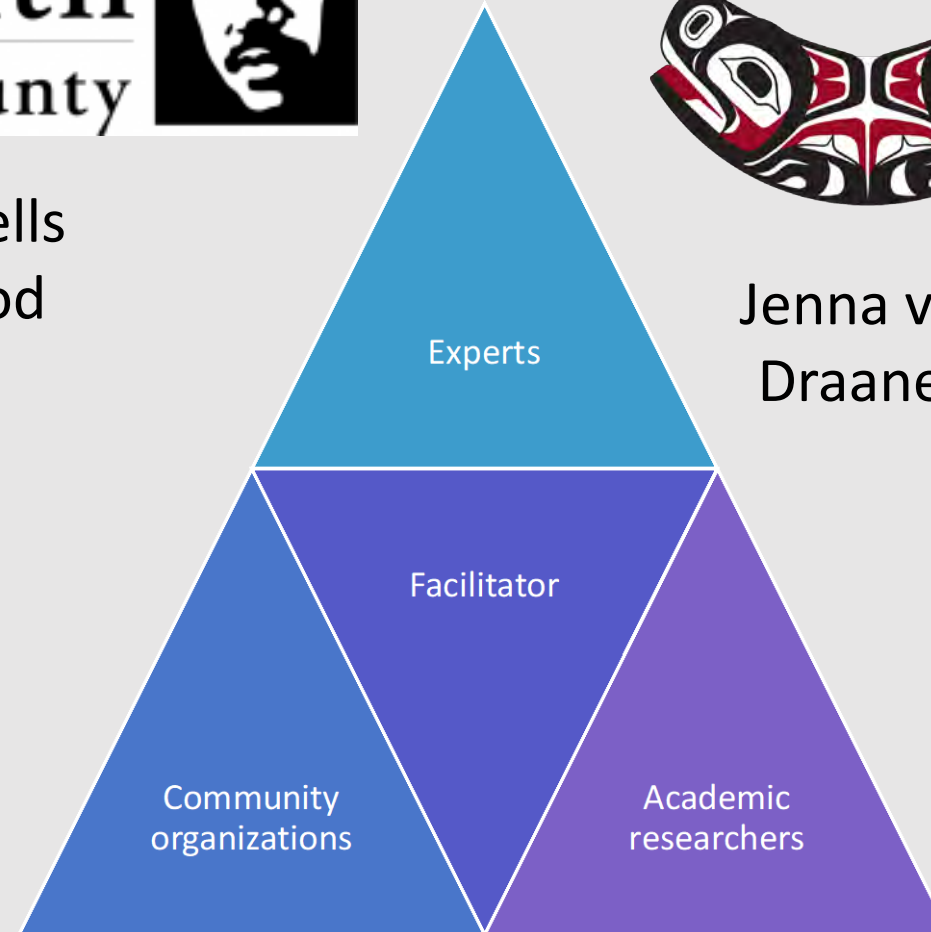 unty
ells
od
Jenna v
Draane
Experts
Facilitator
Community
organizations
Academic
researchers